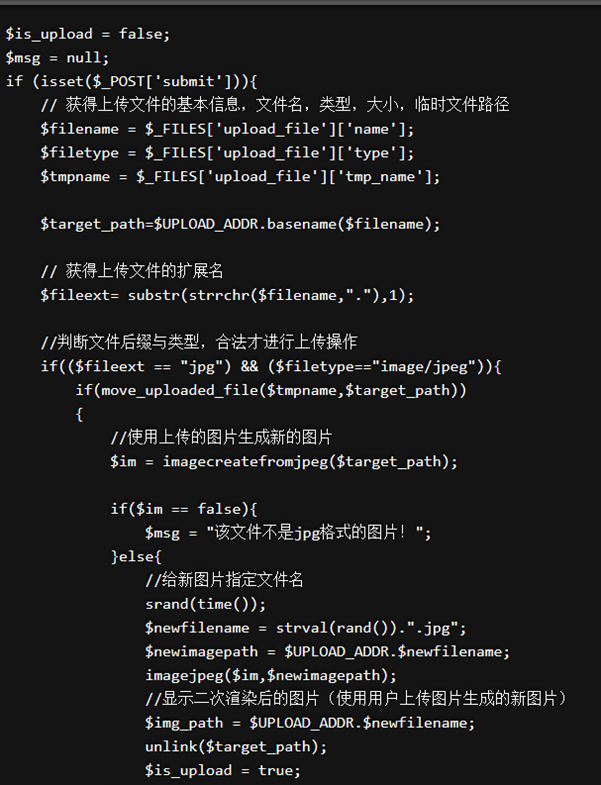 $is_upload = false;
$msg = null;
if (isset($_POST['submit'])){
    // 获得上传文件的基本信息，文件名，类型，大小，临时文件路径
    $filename = $_FILES['upload_file']['name'];
    $filetype = $_FILES['upload_file']['type'];
    $tmpname = $_FILES['upload_file']['tmp_name'];

    $target_path=$UPLOAD_ADDR.basename($filename);

    // 获得上传文件的扩展名
    $fileext= substr(strrchr($filename,"."),1);

    //判断文件后缀与类型，合法才进行上传操作
    if(($fileext == "jpg") && ($filetype=="image/jpeg")){
        if(move_uploaded_file($tmpname,$target_path))
        {
            //使用上传的图片生成新的图片
            $im = imagecreatefromjpeg($target_path);

            if($im == false){
                $msg = "该文件不是jpg格式的图片！";
            }else{
                //给新图片指定文件名
                srand(time());
                $newfilename = strval(rand()).".jpg";
                $newimagepath = $UPLOAD_ADDR.$newfilename;
                imagejpeg($im,$newimagepath);
                //显示二次渲染后的图片（使用用户上传图片生成的新图片）
                $img_path = $UPLOAD_ADDR.$newfilename;
                unlink($target_path);
                $is_upload = true;